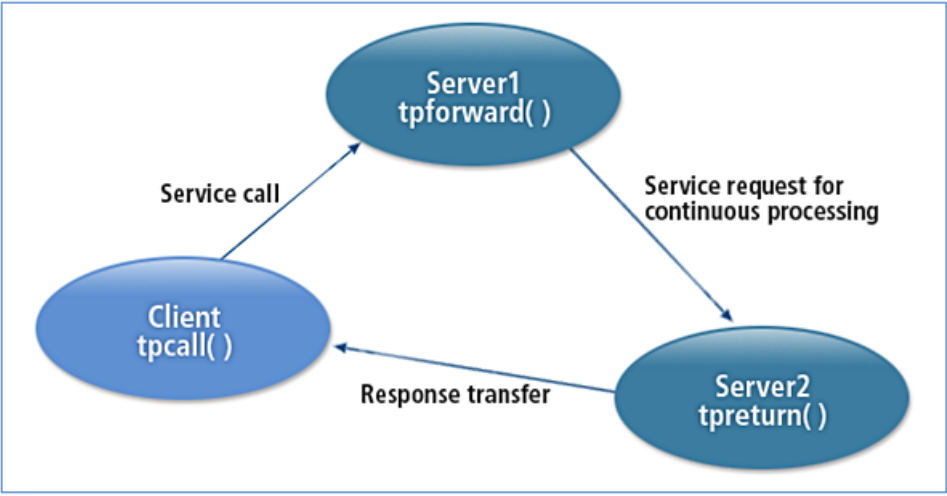 Server1
tpforward( )
Service call
Service request for
continuous processing
Client
tpcall( )
Response transfer
Server2
tpreturn( )